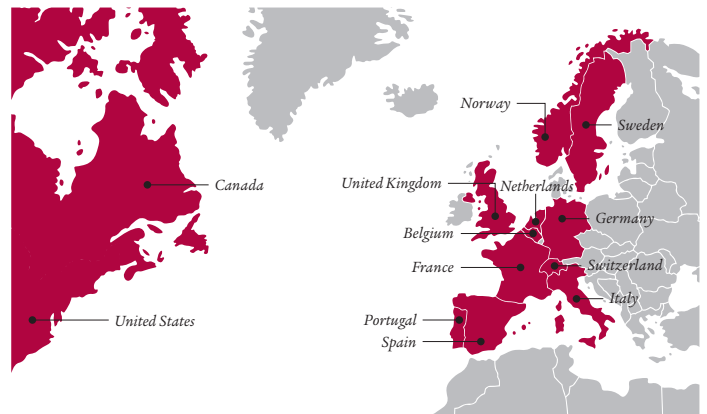 Norway
Sweden
United Kingdom
Netherlands
Canada
Germany
Belgium
France
Switzerland
Italy
United States
Portugal
Spain